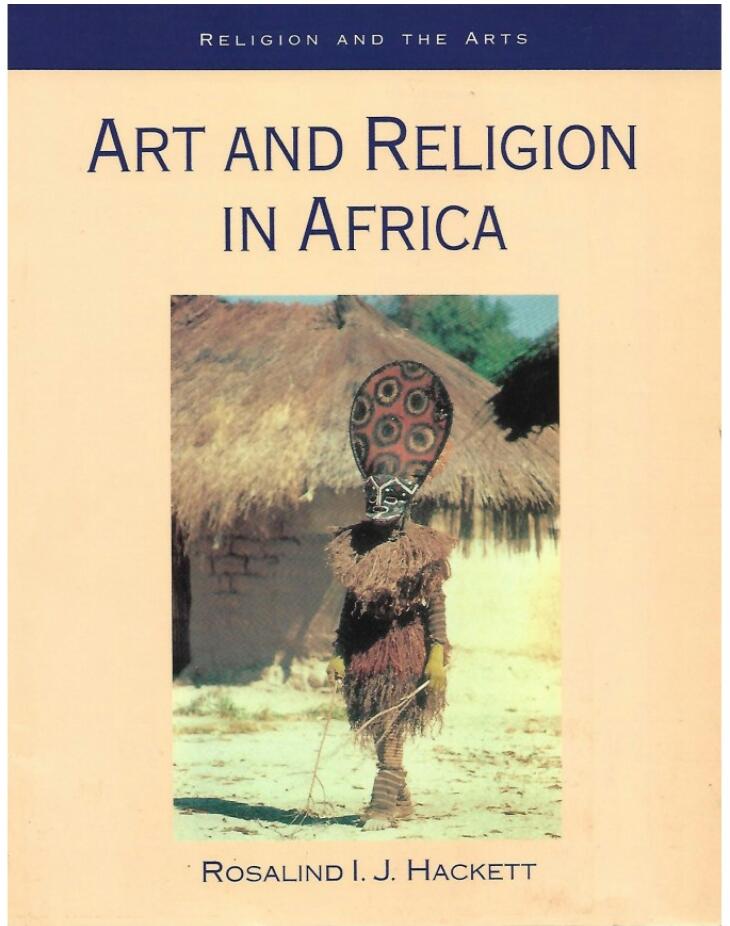 RELIGION AND THE ARTS
ART AND RELIGION
IN AFRICA
ROSALIND I. J. HACKETT